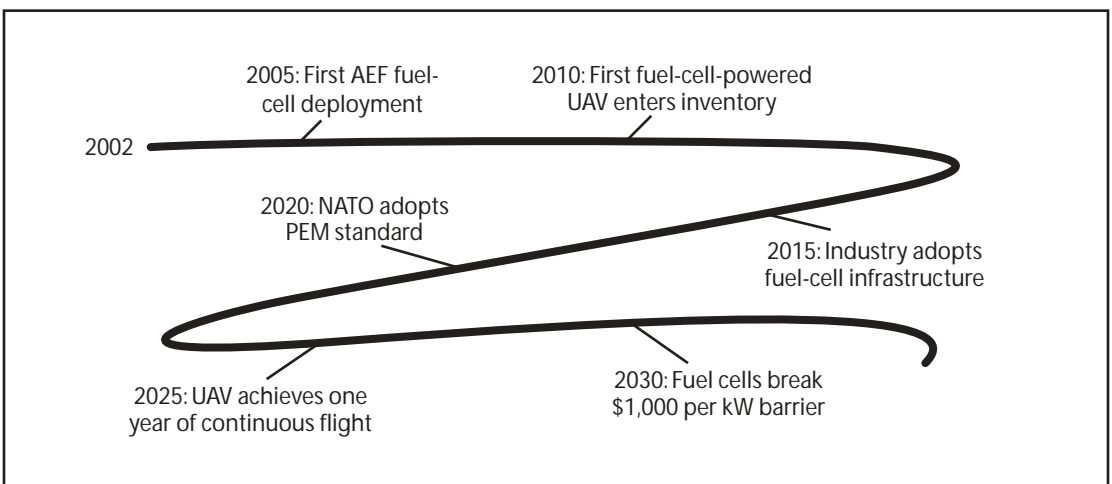 2005: First AEF fuel-
cell deployment
2010: First fuel-cell-powered
UAV enters inventory
2002
2020: NATO adopts
PEM standard
2015: Industry adopts
fuel-cell infrastructure
2025: UAV achieves one
year of continuous flight
2030: Fuel cells break
$1,000 per kW barrier